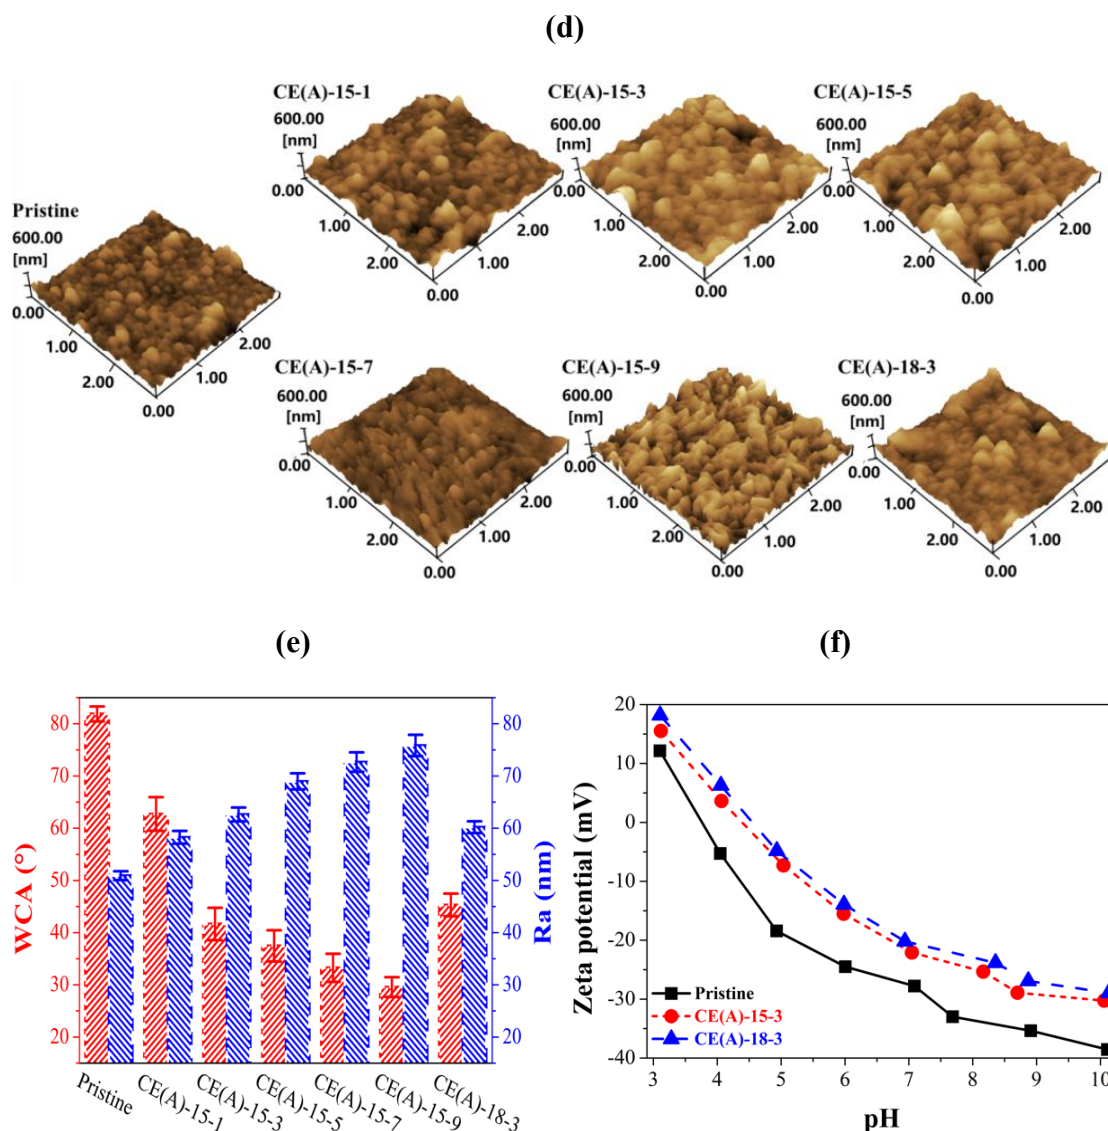 (d)
CE(A)-15-1
600.00
[nm]
0.00
1.00
2.00
0.00
1.00
2.00
CE(A)-15-3
600.00
[nm]
0.00
1.00
2.00
0.00
1.00
2.00
CE(A)-15-5
600.00
[nm]
0.00
1.00
2.00
0.00
1.00
2.00
Pristine
600.00
[nm]
0.00
1.00
2.00
0.00
1.00
2.00
CE(A)-15-7
600.00
[nm]
0.00
1.00
2.00
0.00
1.00
2.00
CE(A)-15-9
600.00
[nm]
0.00
1.00
2.00
0.00
1.00
2.00
CE(A)-18-3
600.00
[nm]
0.00
1.00
2.00
0.00
1.00
2.00
(e)
WCA (°)
80
70
60
50
40
30
20
80
70
60
50
40
30
20
Ra (nm)
Pristine
CE(A)-15-1
CE(A)-15-3
CE(A)-15-5
CE(A)-15-7
CE(A)-15-9
CE(A)-18-3
(f)
Zeta potential (mV)
20
10
0
-10
-20
-30
-40
Pristine
CE(A)-15-3
CE(A)-18-3
3 4 5 6 7 8 9 10
pH